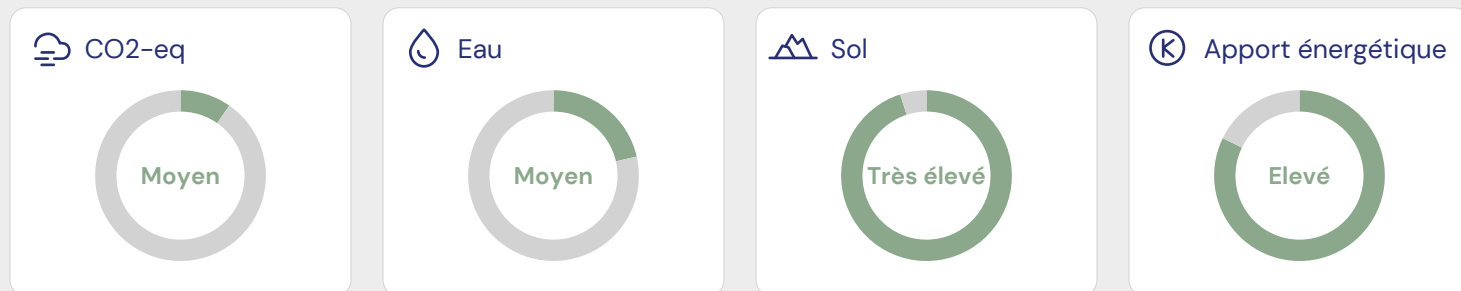 CO2-eq
Moyen
Eau
Moyen
Sol
Très élevé
Apport énergétique
Elevé